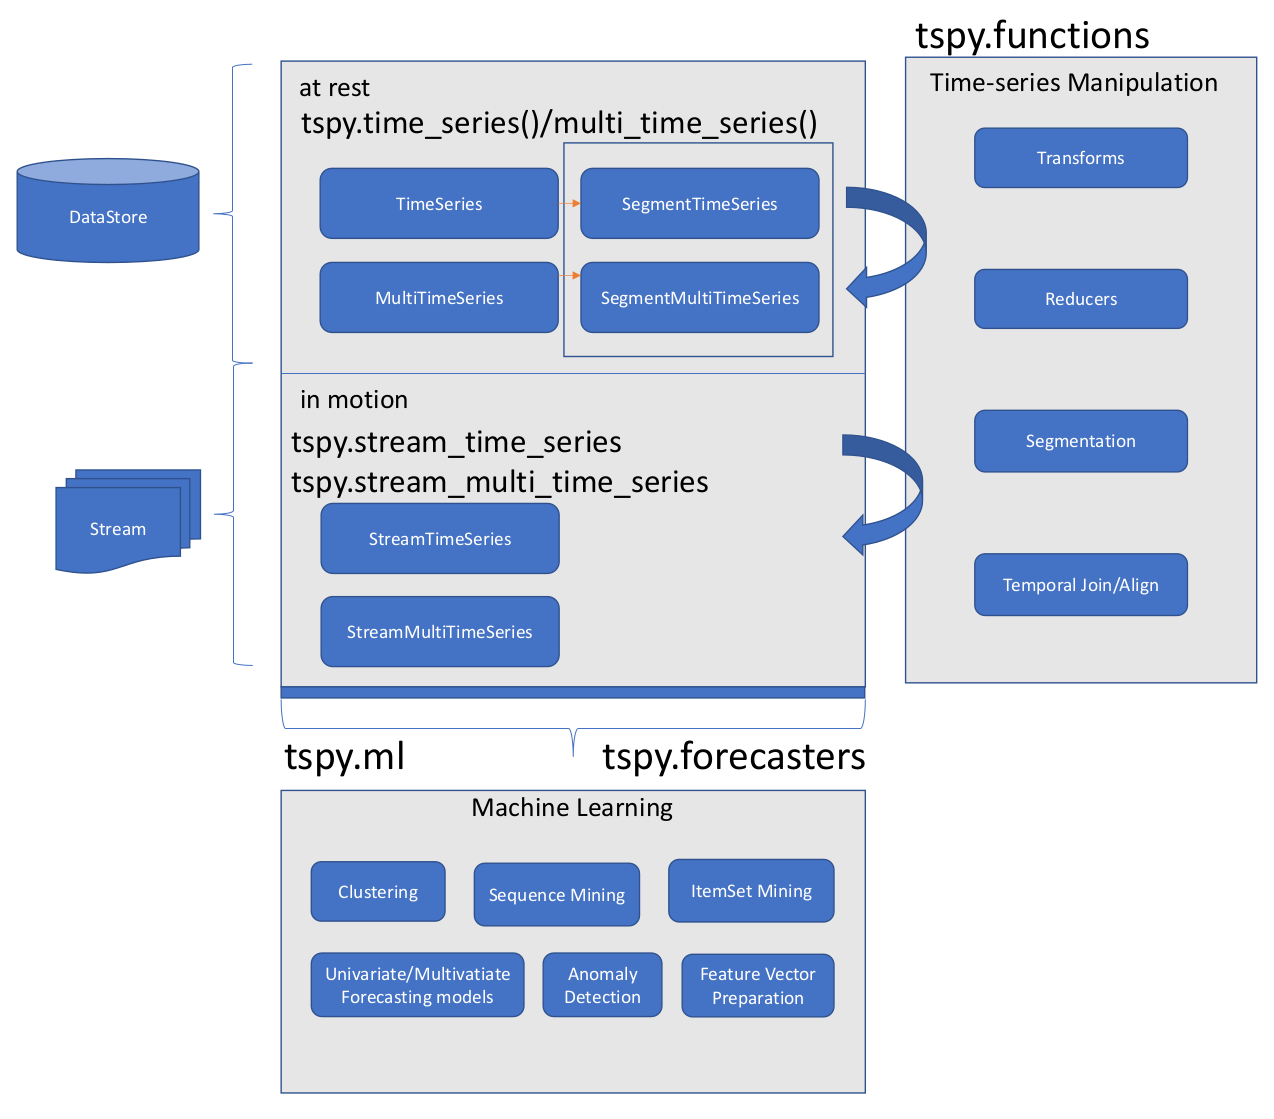 tspy.functions
at rest
tspy.time_series()/multi_time_series()
Time-series Manipulation
DataStore
TimeSeries
SegmentTimeSeries
MultiTimeSeries
SegmentMultiTimeSeries
Transforms
Reducers
Segmentation
Temporal Join/Align
in motion
tspy.stream_time_series
tspy.stream_multi_time_series
Stream
StreamTimeSeries
StreamMultiTimeSeries
tspy.ml
tspy.forecasters
Machine Learning
Clustering
Sequence Mining
ItemSet Mining
Univariate/Multivatiate
Forecasting models
Anomaly
Detection
Feature Vector
Preparation